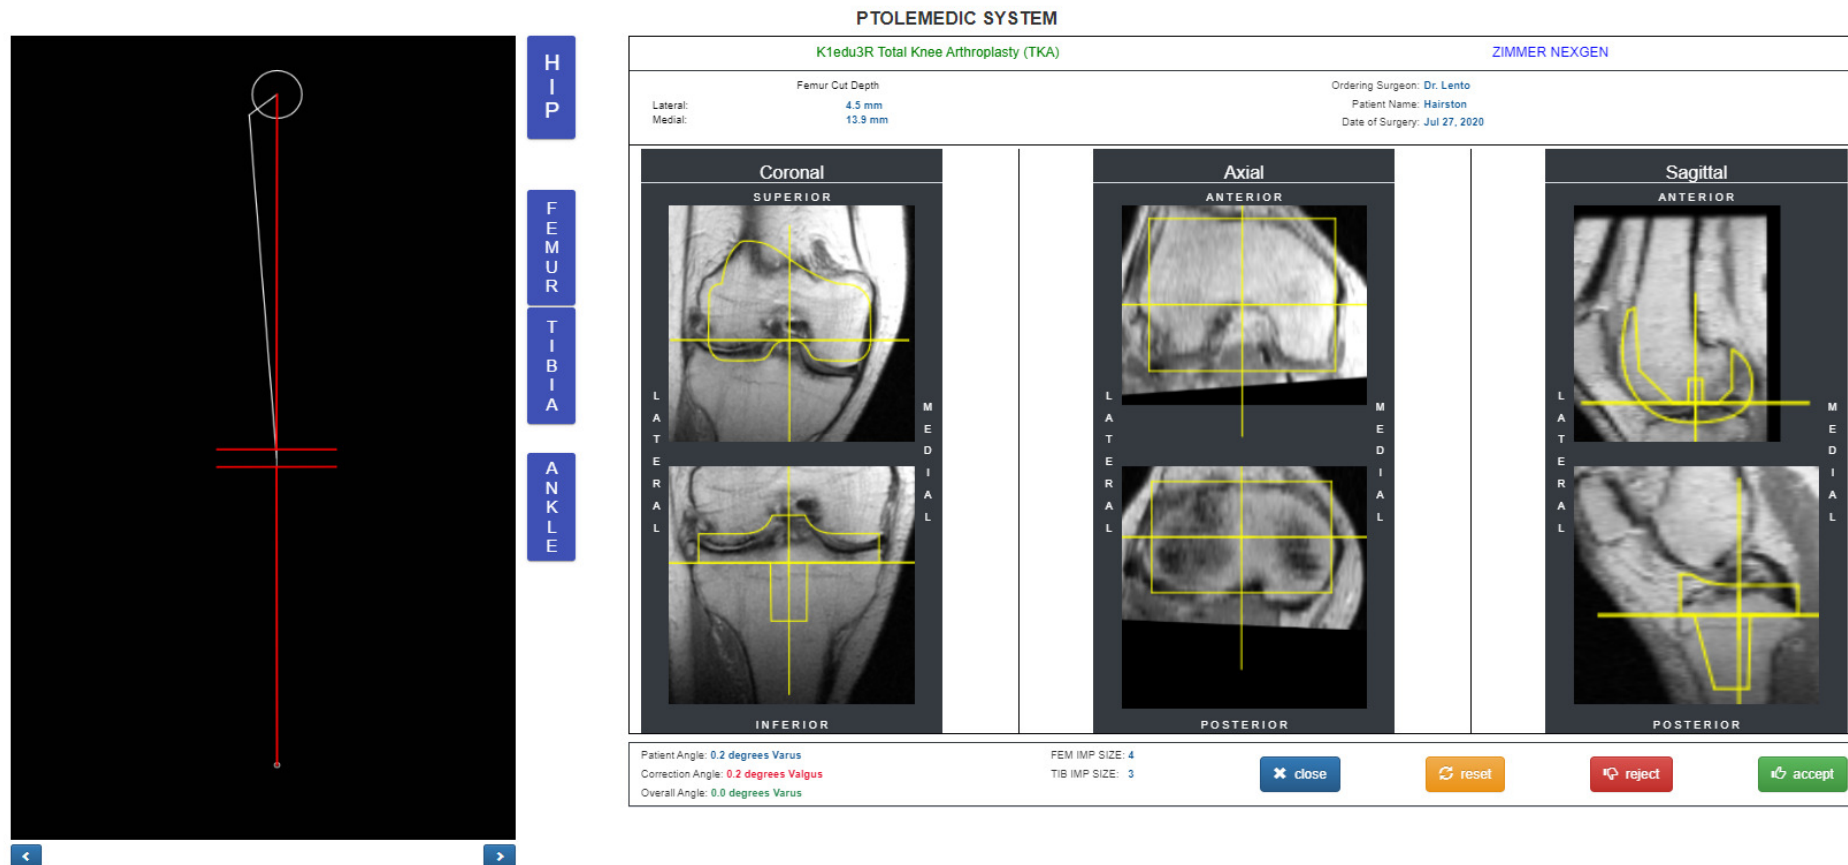 PTOLEMEDIC SYSTEM
HIP
FEMUR
TIBIA
ANKLE
K1edu3R Total Knee Arthroplasty (TKA)
ZIMMER NEXGEN
Femur Cut Depth
Lateral: 4.5 mm
Medial: 13.9 mm
Ordering Surgeon: Dr. Lento
Patient Name: Hairston
Date of Surgery: Jul 27, 2020
Coronal
SUPERIOR
LATERAL
MEDIAL
INFERIOR
Axial
ANTERIOR
LATERAL
MEDIAL
POSTERIOR
Sagittal
ANTERIOR
LATERAL
MEDIAL
POSTERIOR
Patient Angle: 0.2 degrees Varus
Correction Angle: 0.2 degrees Valgus
Overall Angle: 0.0 degrees Varus
FEM IMP SIZE: 4
TIB IMP SIZE: 3
close
reset
reject
accept